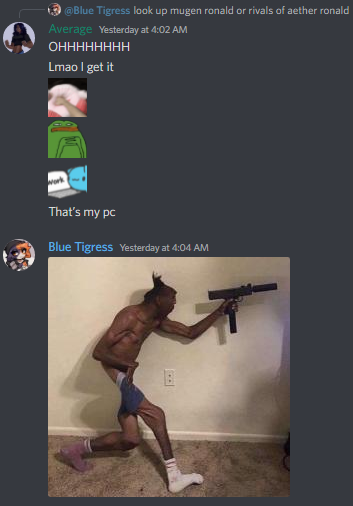 @Blue Tigress look up mugen ronald or rivals of aether ronald
Average Yesterday at 4:02 AM
OHHHHHHHH
Lmao I get it
work
That's my pc
Blue Tigress Yesterday at 4:04 AM